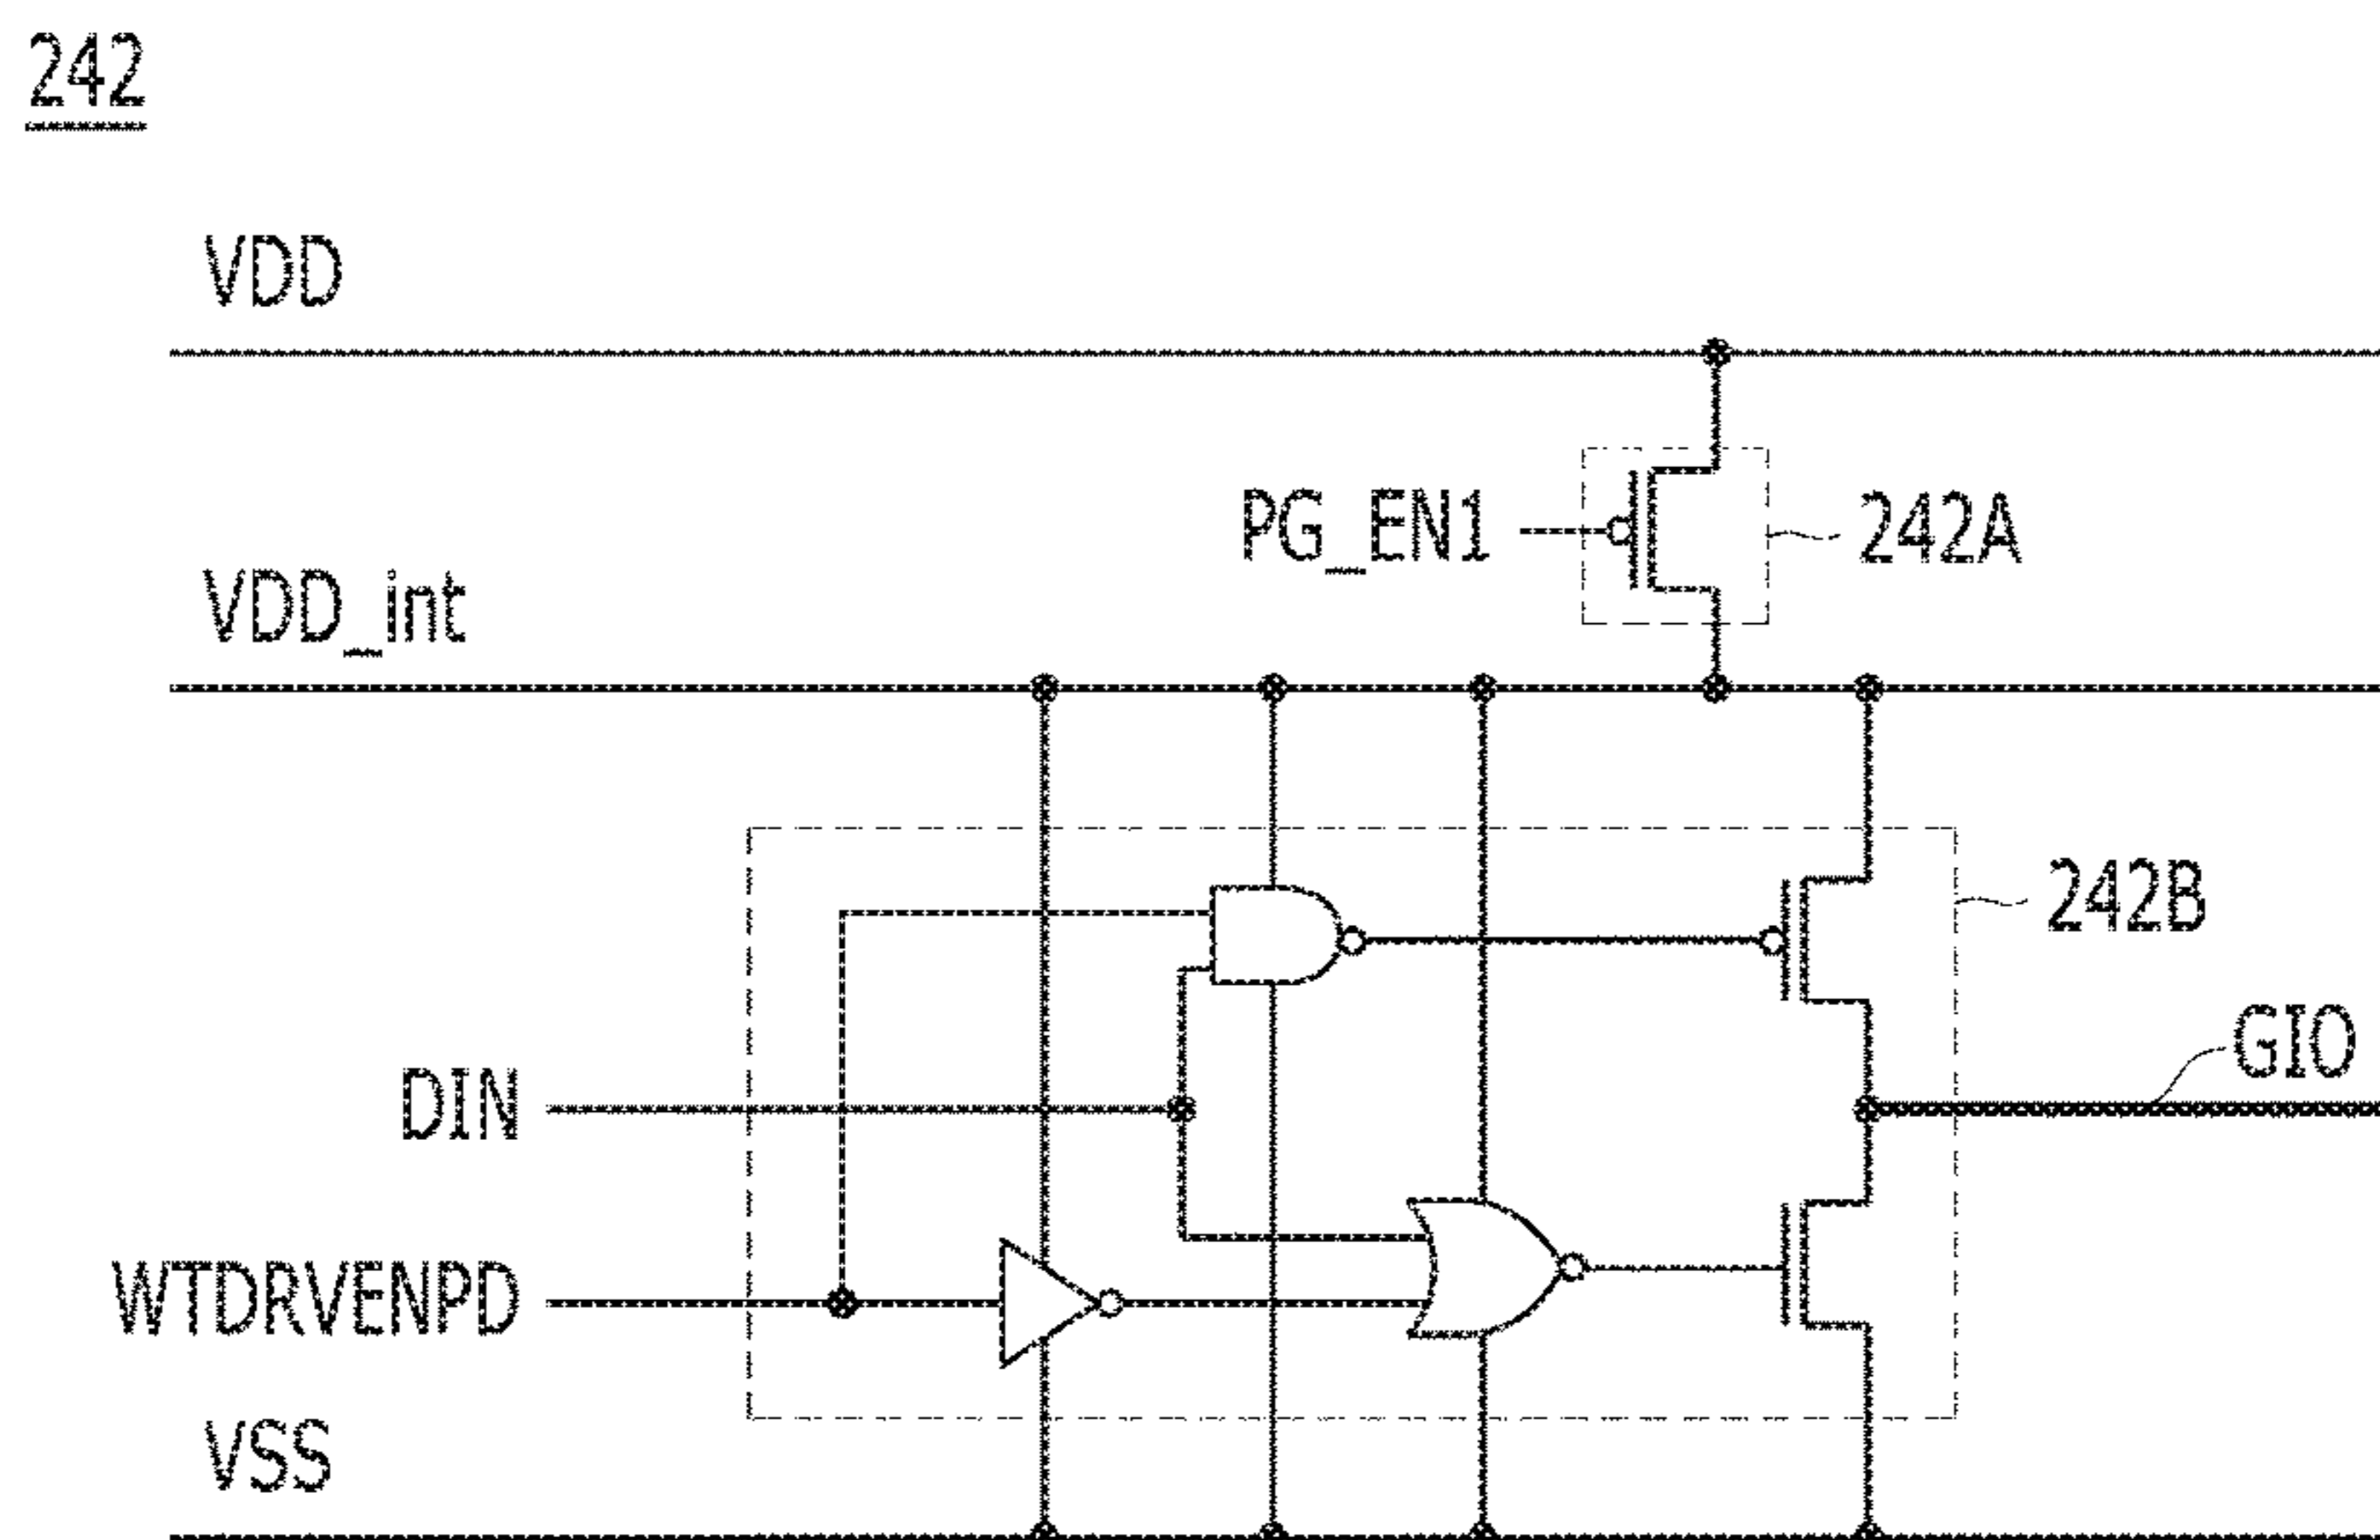 242
VDD
PG_EN1
242A
VDD_int
242B
GIO
DIN
WTDRVENPD
VSS